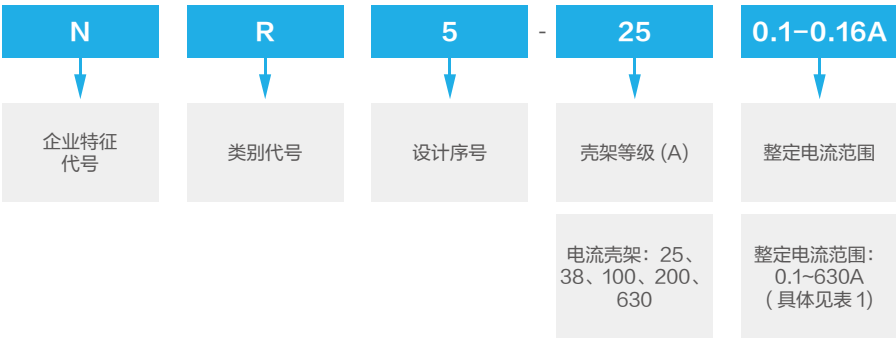 N R 5 - 25 0.1-0.16A
企业特征
代号
类别代号
设计序号
壳架等级 (A)
整定电流范围
电流壳架：25、
38、100、200、
630
整定电流范围：
0.1~630A
( 具体见表 1)